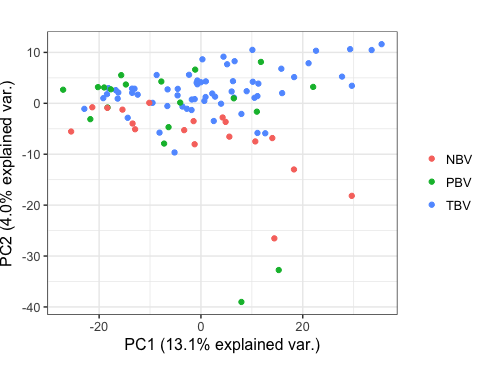 10
0
-10
-20
-30
-40
PC2 (4.0% explained var.)
-20
0
20
PC1 (13.1% explained var.)
NBV
PBV
TBV